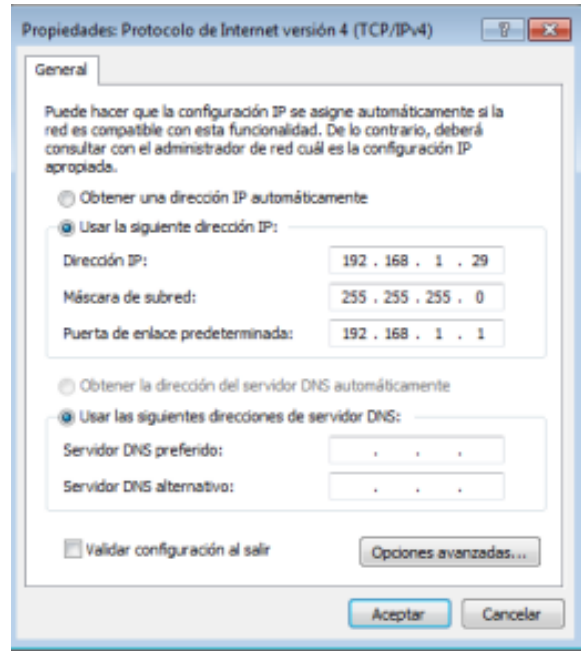 Propiedades: Protocolo de Internet versión 4 (TCP/IPv4)
General
Puede hacer que la configuración IP se asigne automáticamente si la
red es compatible con esta funcionalidad. De lo contrario, deberá
consultar con el administrador de red cuál es la configuración IP
apropiada.
Obtener una dirección IP automáticamente
Usar la siguiente dirección IP:
Dirección IP: 192 . 168 . 1 . 29
Máscara de subred: 255 . 255 . 255 . 0
Puerta de enlace predeterminada: 192 . 168 . 1 . 1
Obtener la dirección del servidor DNS automáticamente
Usar las siguientes direcciones de servidor DNS:
Servidor DNS preferido: . . .
Servidor DNS alternativo: . . .
Validar configuración al salir
Opciones avanzadas...
Aceptar Cancelar